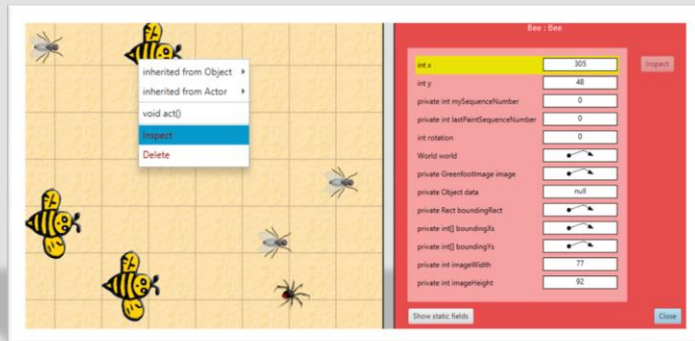 inherited from Object
inherited from Actor
void act()
Inspect
Delete
Bee : Bee
int x 305
Inspect
int y 48
private int mySequenceNumber 0
private int lastPaintSequenceNumber 0
int rotation 0
World world
private GreenfootImage image
private Object data null
private Rect boundingRect
private int[] boundingXs
private int[] boundingYs
private int imageWidth 77
private int imageHeight 92
Show static fields
Close